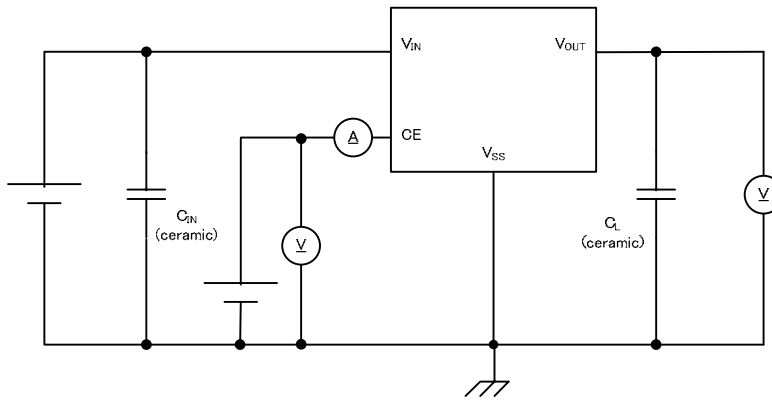 VIN
VOUT
A
CE
VSS
CIN
(ceramic)
V
CL
(ceramic)
V